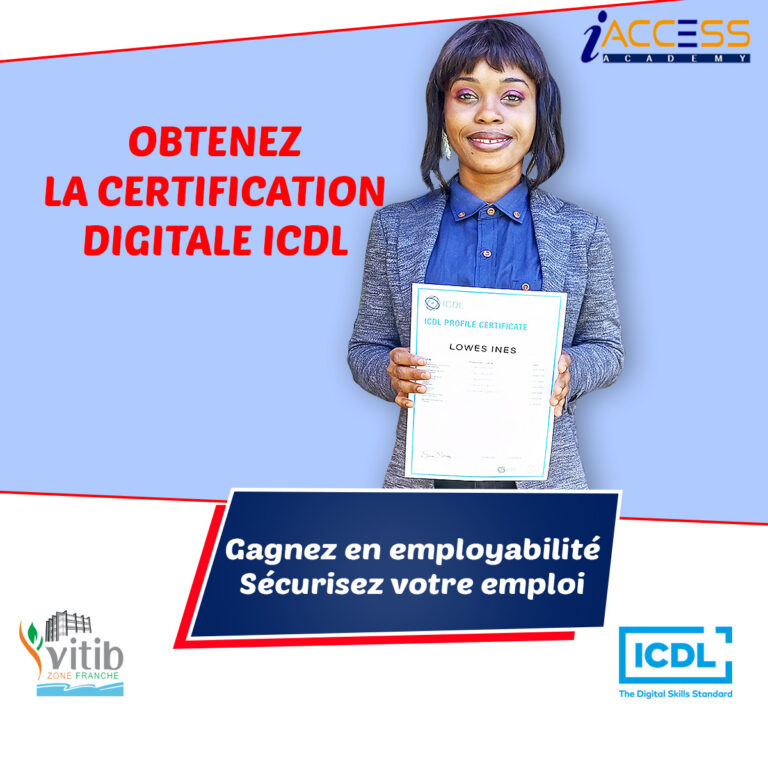 iACCESS
ACADEMY
OBTENEZ
LA CERTIFICATION
DIGITALE ICDL
ICDL
ICDL PROFILE CERTIFICATE
LOWES INES
Gagnez en employabilité
Sécurisez votre emploi
vitib
ZONE FRANCHE
ICDL
The Digital Skills Standard